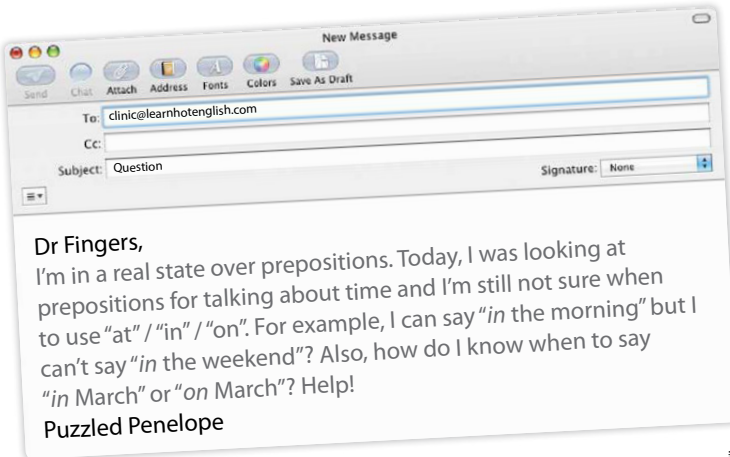 New Message
Send Chat Attach Address Fonts Colors Save As Draft
To: clinic@learnhotenglish.com
Cc:
Subject: Question
Signature: None
Dr Fingers,
I'm in a real state over prepositions. Today, I was looking at
prepositions for talking about time and I'm still not sure when
to use “at” / “in” / “on”. For example, I can say “in the morning” but I
can't say “in the weekend”? Also, how do I know when to say
“in March” or “on March”? Help!
Puzzled Penelope